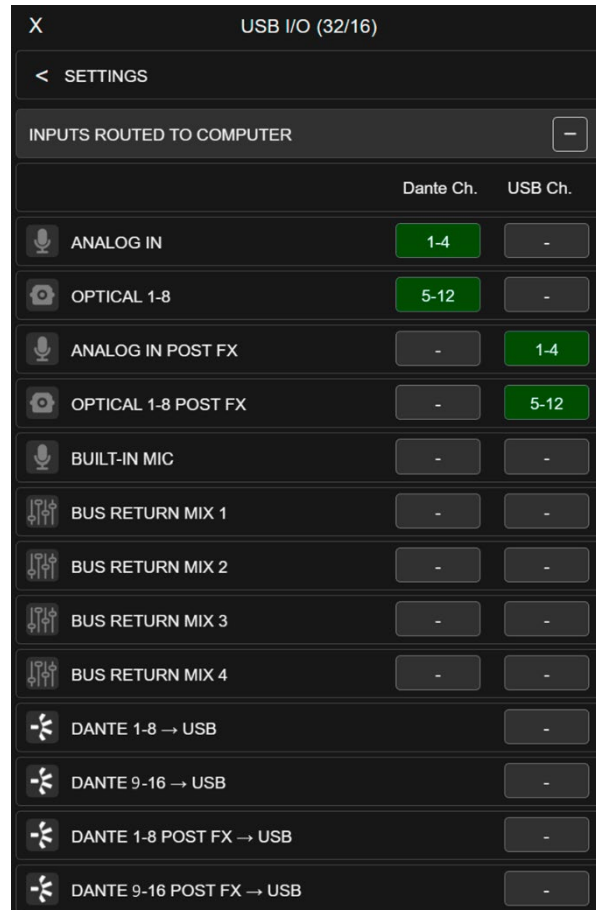 X USB I/O (32/16)
< SETTINGS
INPUTS ROUTED TO COMPUTER −
Dante Ch. USB Ch.
ANALOG IN 1-4 -
OPTICAL 1-8 5-12 -
ANALOG IN POST FX - 1-4
OPTICAL 1-8 POST FX - 5-12
BUILT-IN MIC - -
BUS RETURN MIX 1 - -
BUS RETURN MIX 2 - -
BUS RETURN MIX 3 - -
BUS RETURN MIX 4 - -
DANTE 1-8 → USB -
DANTE 9-16 → USB -
DANTE 1-8 POST FX → USB -
DANTE 9-16 POST FX → USB -